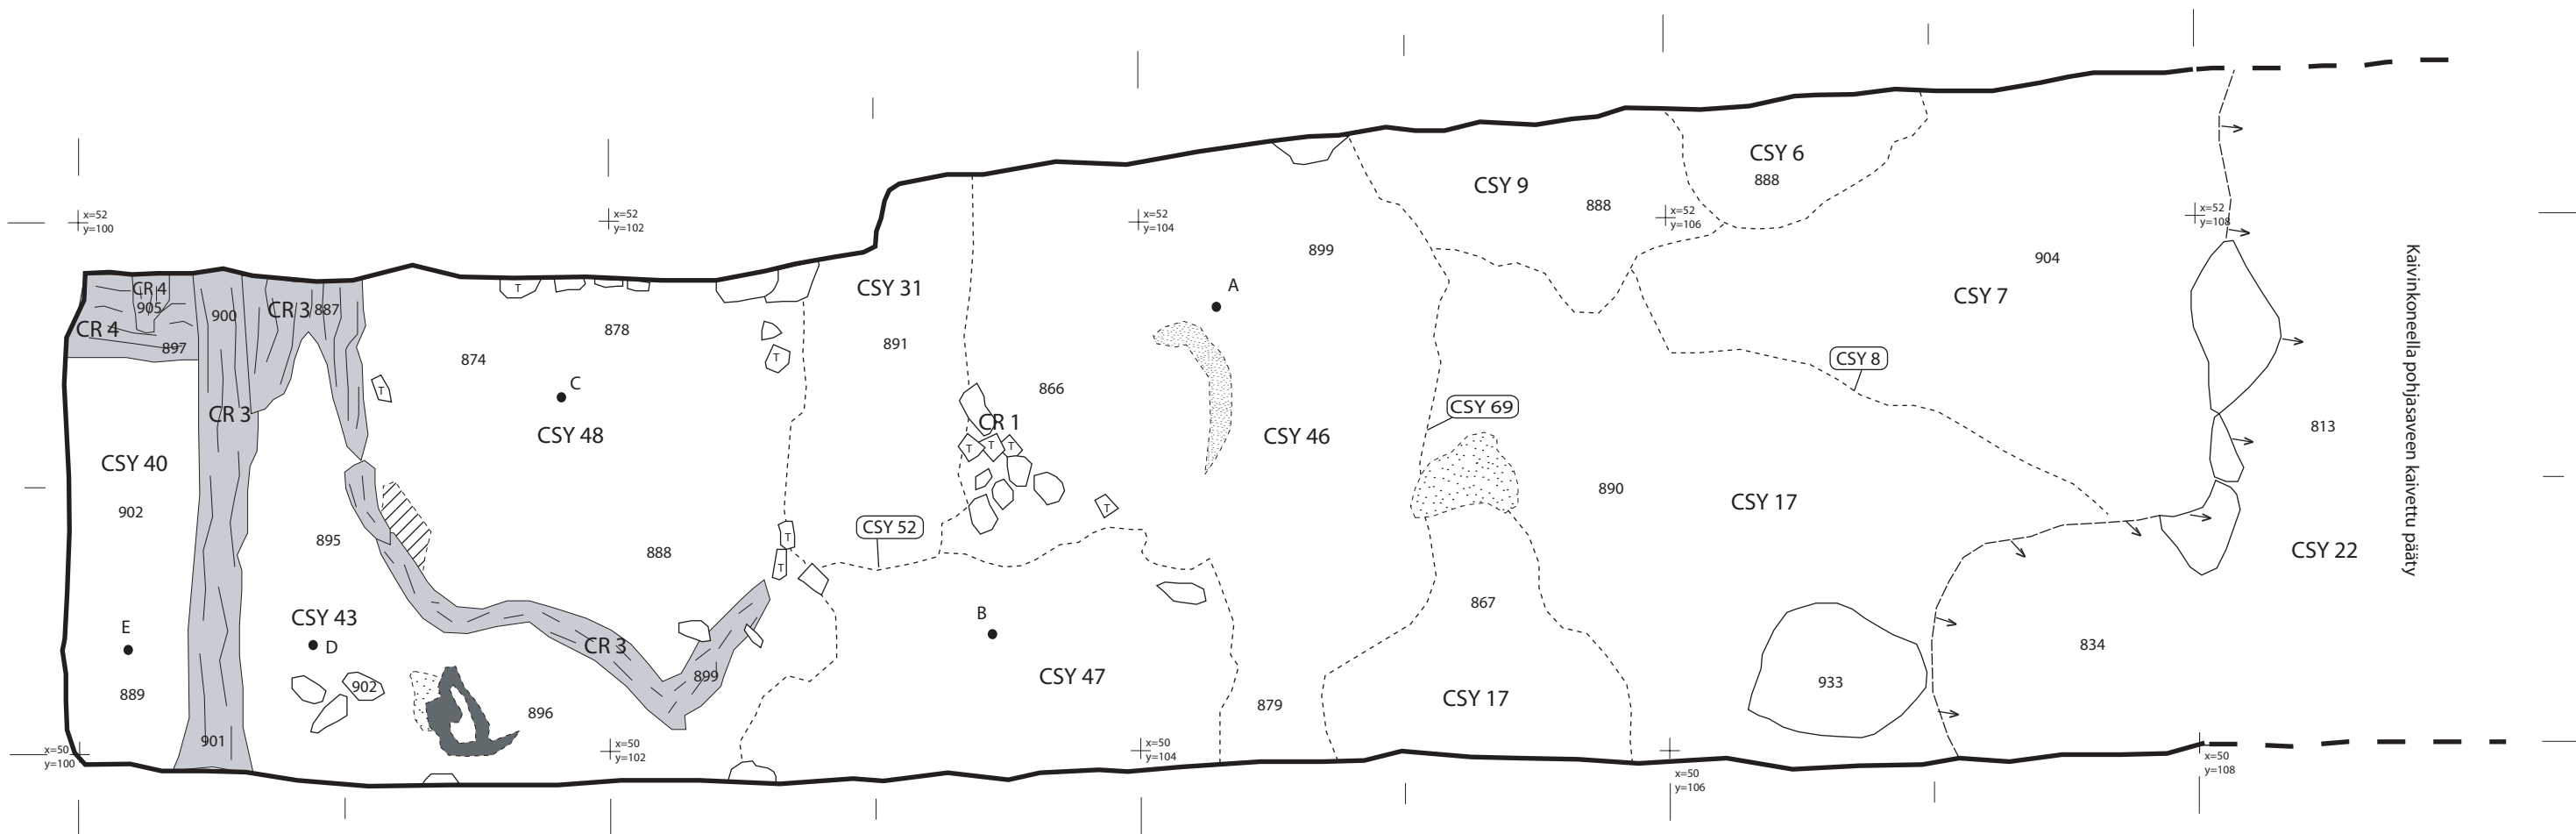 x=52
y=100
x=52
y=102
x=52
y=104
x=52
y=106
x=52
y=108
CR 4
905
CR 4
897
900
CR 3
887
CR 3
CSY 40
902
E
889
901
895
CSY 43
D
902
896
874
878
C
CSY 48
888
CR 3
899
T
T
T
T
T
CSY 31
891
CSY 52
866
CR 1
T
T
T
T
A
899
CSY 46
B
CSY 47
879
CSY 9
888
CSY 6
888
CSY 69
890
CSY 17
867
CSY 17
CSY 8
904
CSY 7
933
834
813
CSY 22
Kaivinkoneella pohjasaveen kaivettu pääty
x=50
y=100
x=50
y=102
x=50
y=104
x=50
y=106
x=50
y=108